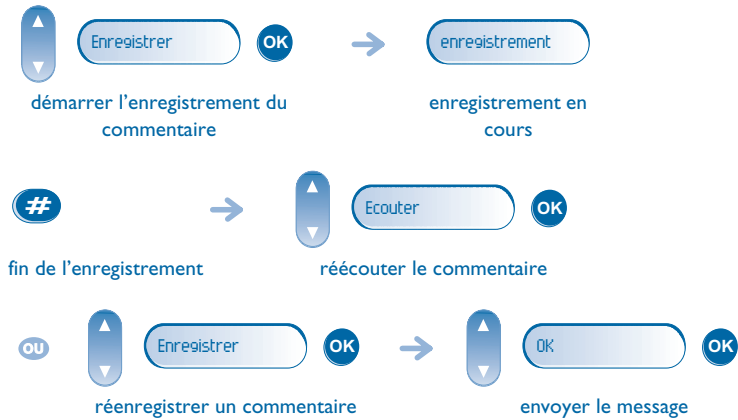 Enregistrer OK enregistrement
démarrer l'enregistrement du commentaire
enregistrement en cours
# Ecouter OK
fin de l'enregistrement réécouter le commentaire
OU Enregistrer OK OK OK
réenregistrer un commentaire envoyer le message